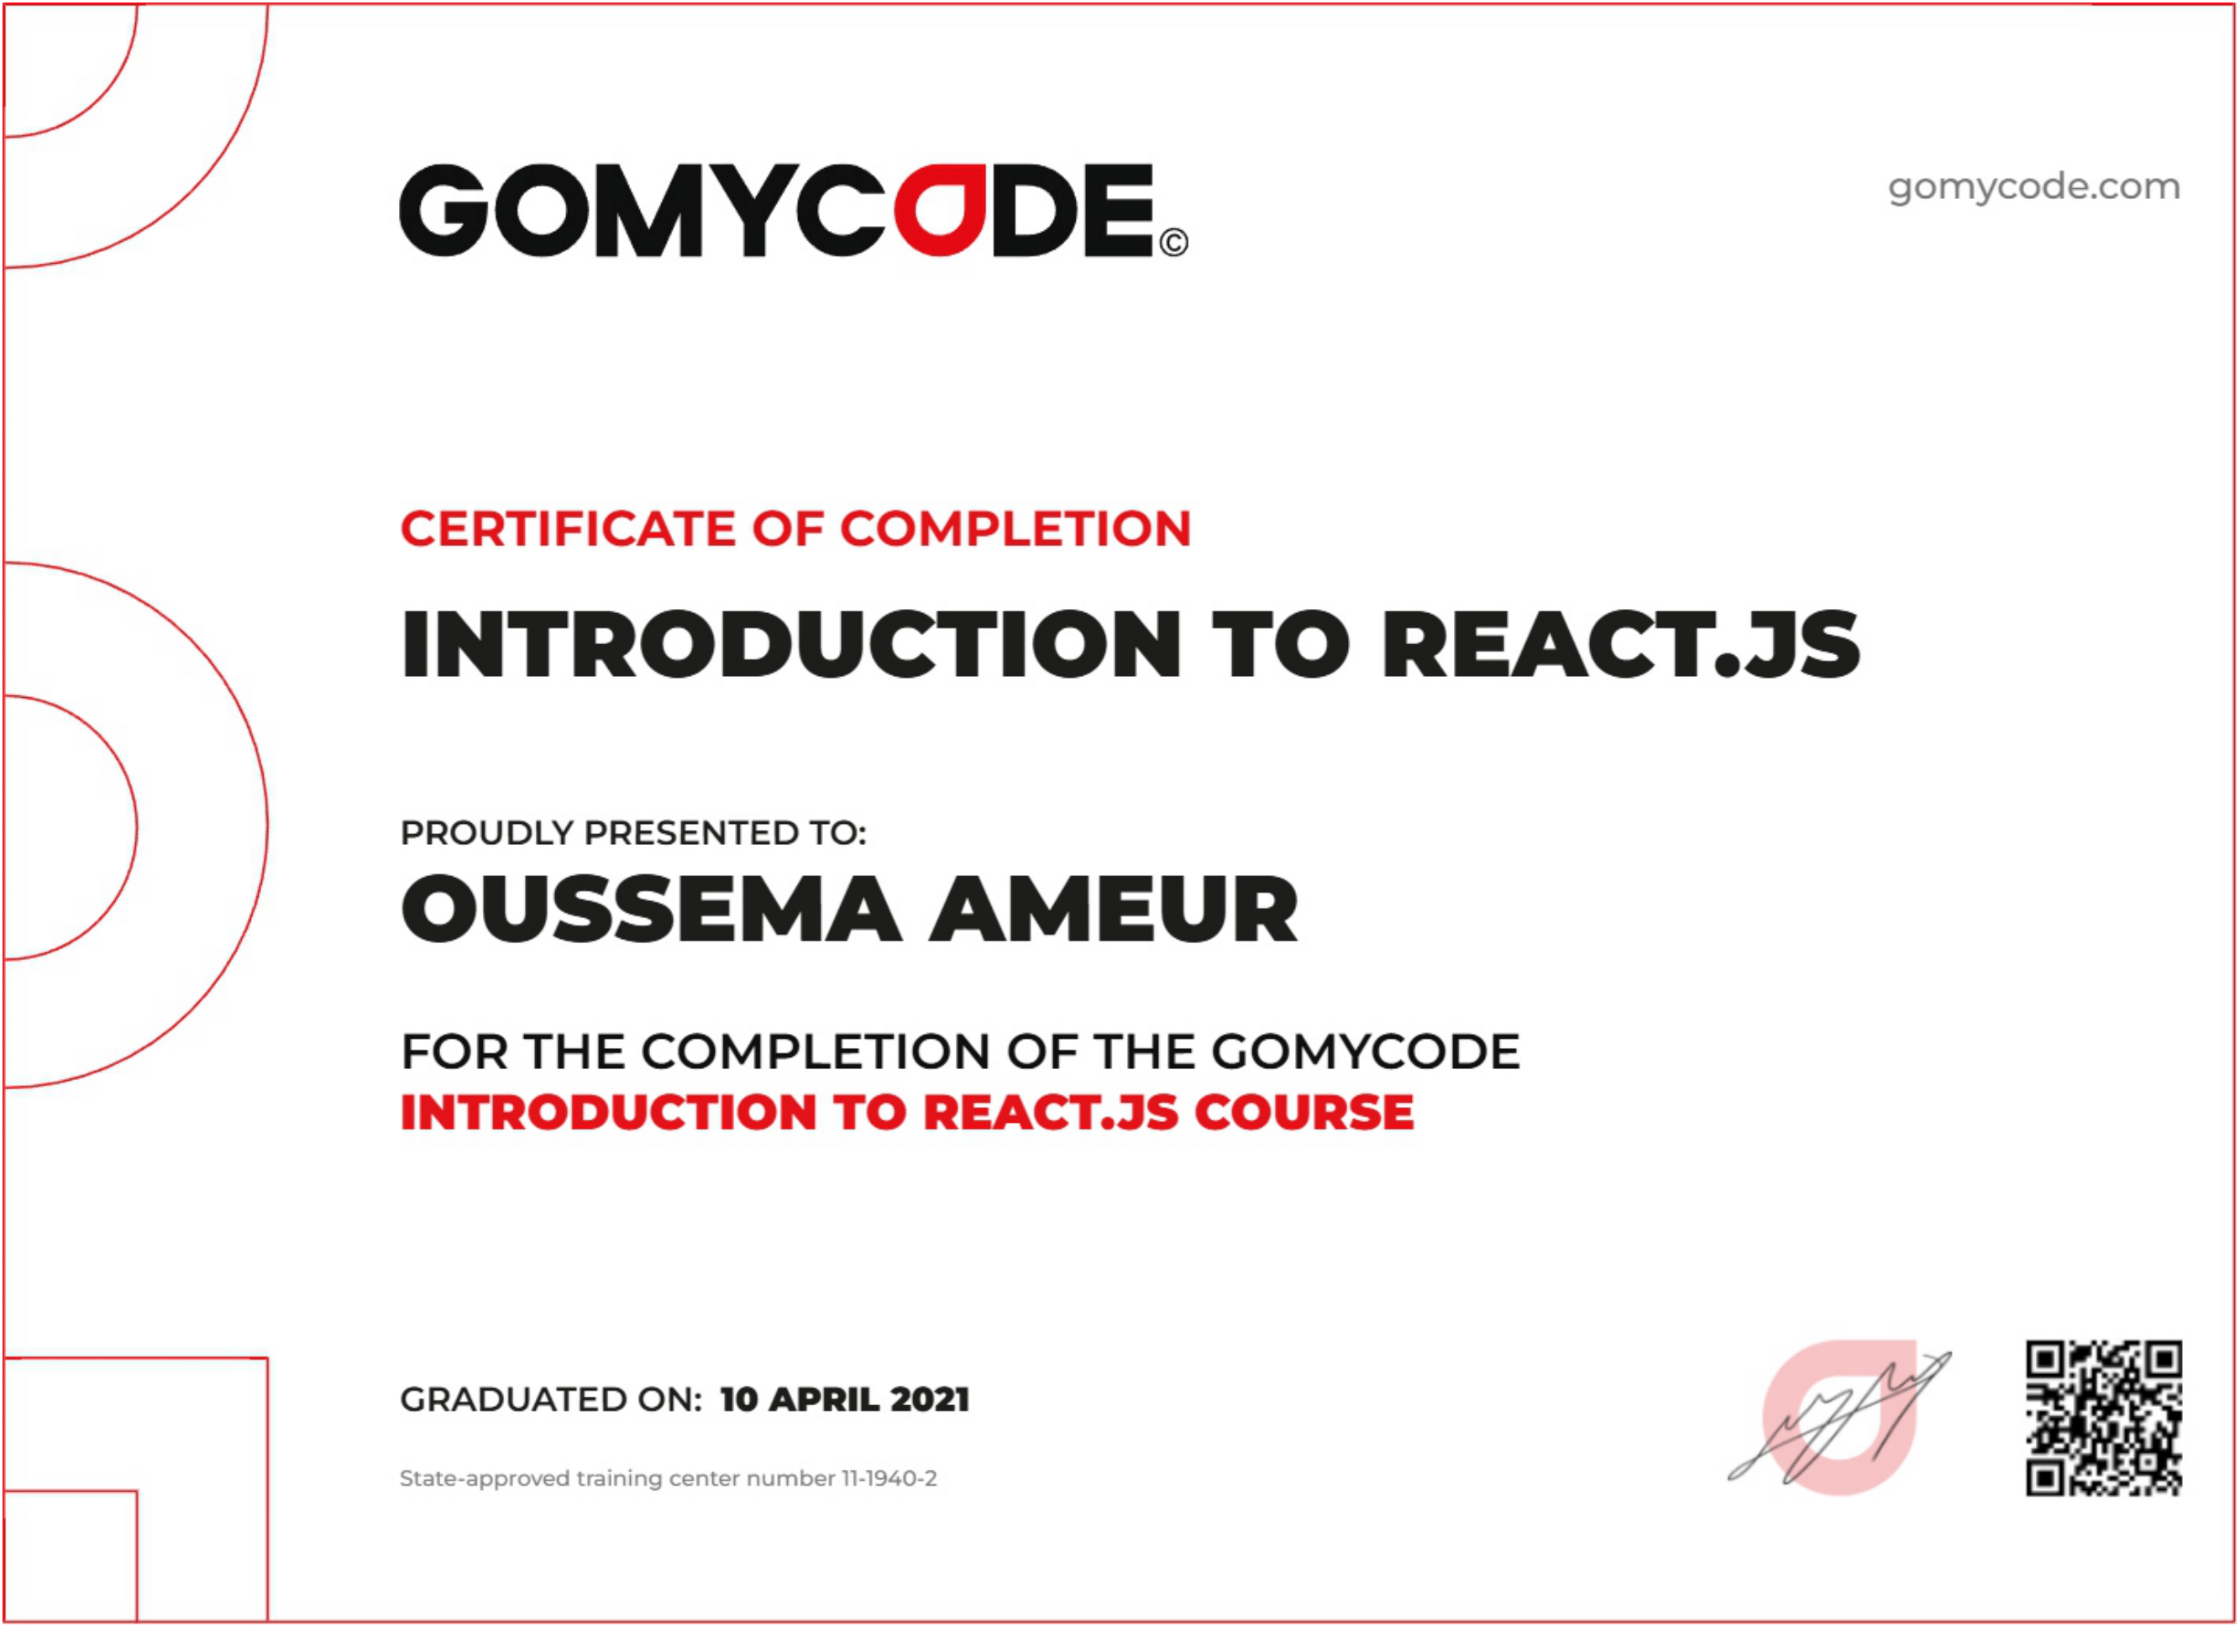 GOMYCODE©
gomycode.com
CERTIFICATE OF COMPLETION
INTRODUCTION TO REACT.JS
PROUDLY PRESENTED TO:
OUSSEMA AMEUR
FOR THE COMPLETION OF THE GOMYCODE
INTRODUCTION TO REACT.JS COURSE
GRADUATED ON: 10 APRIL 2021
State-approved training center number 11-1940-2